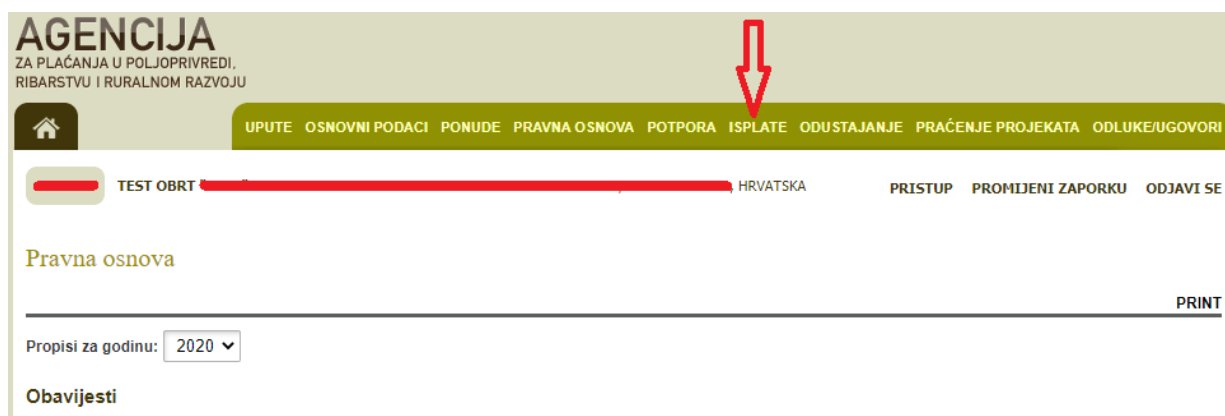 AGENCIJA
ZA PLAĆANJA U POLJOPRIVREDI,
RIBARSTVU I RURALNOM RAZVOJU
UPUTE OSNOVNI PODACI PONUDE PRAVNA OSNOVA POTPORA ISPLATE ODUSTAJANJE PRAĆENJE PROJEKATA ODLUKE/UGOVORI
TEST OBRT , HRVATSKA PRISTUP PROMIJENI ZAPORKU ODJAVI SE
Pravna osnova
PRINT
Propisi za godinu: 2020
Obavijesti